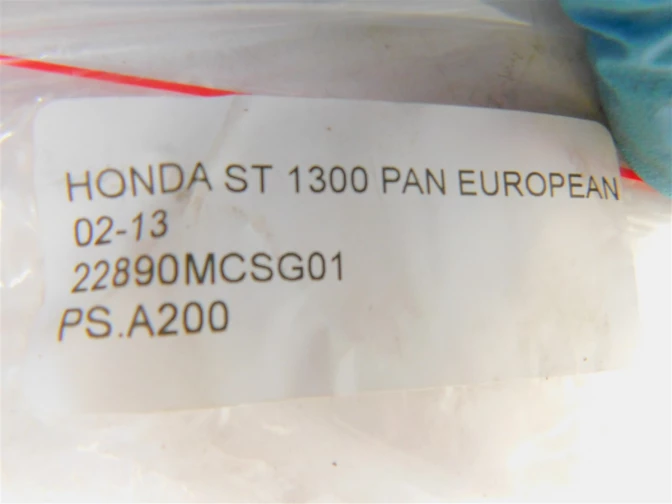 HONDA ST 1300 PAN EUROPEAN
02-13
22890MCSG01
PS.A200